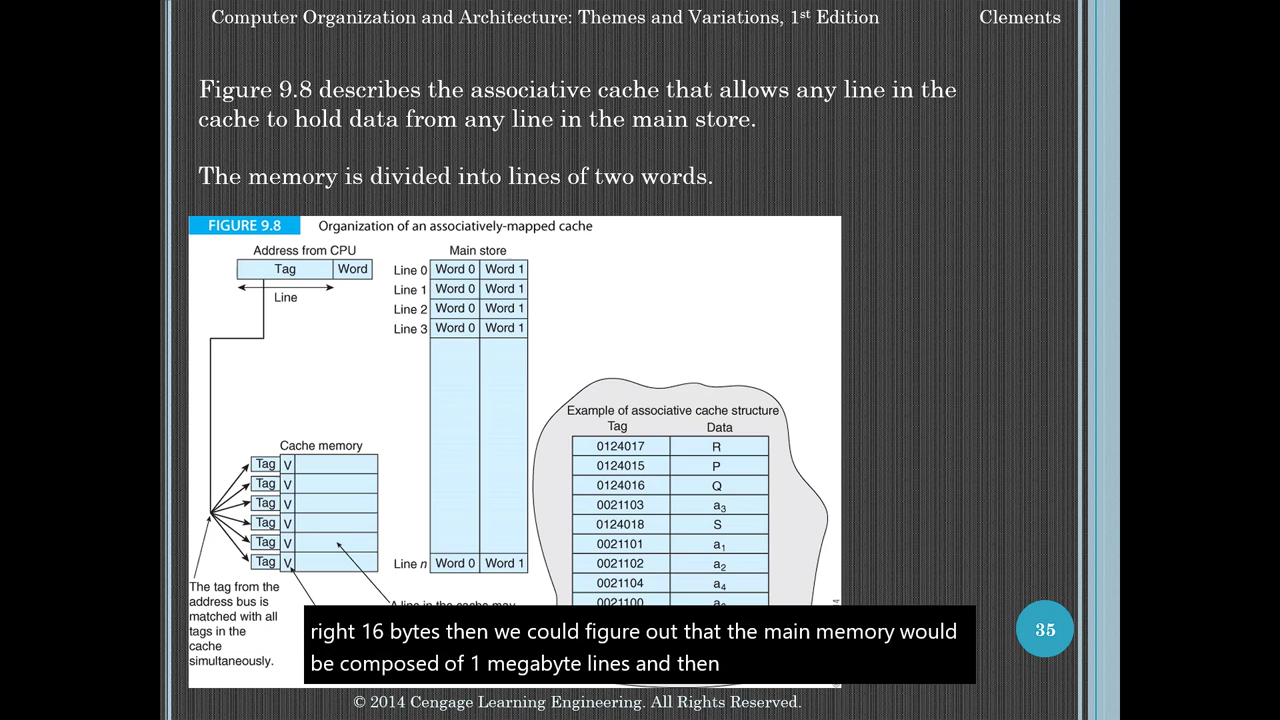 Computer Organization and Architecture: Themes and Variations, 1st Edition Clements
Figure 9.8 describes the associative cache that allows any line in the
cache to hold data from any line in the main store.
The memory is divided into lines of two words.
FIGURE 9.8 Organization of an associatively-mapped cache
Address from CPU
Tag Word
Line
Main store
Line 0 Word 0 Word 1
Line 1 Word 0 Word 1
Line 2 Word 0 Word 1
Line 3 Word 0 Word 1
Line n Word 0 Word 1
Cache memory
Tag V
Tag V
Tag V
Tag V
Tag V
Tag V
The tag from the
address bus is
matched with all
tags in the
cache
simultaneously.
A line in the cache may
Example of associative cache structure
Tag Data
0124017 R
0124015 P
0124016 Q
0021103 a3
0124018 S
0021101 a1
0021102 a2
0021104 a4
0021100
right 16 bytes then we could figure out that the main memory would
be composed of 1 megabyte lines and then
35
© 2014 Cengage Learning Engineering. All Rights Reserved.